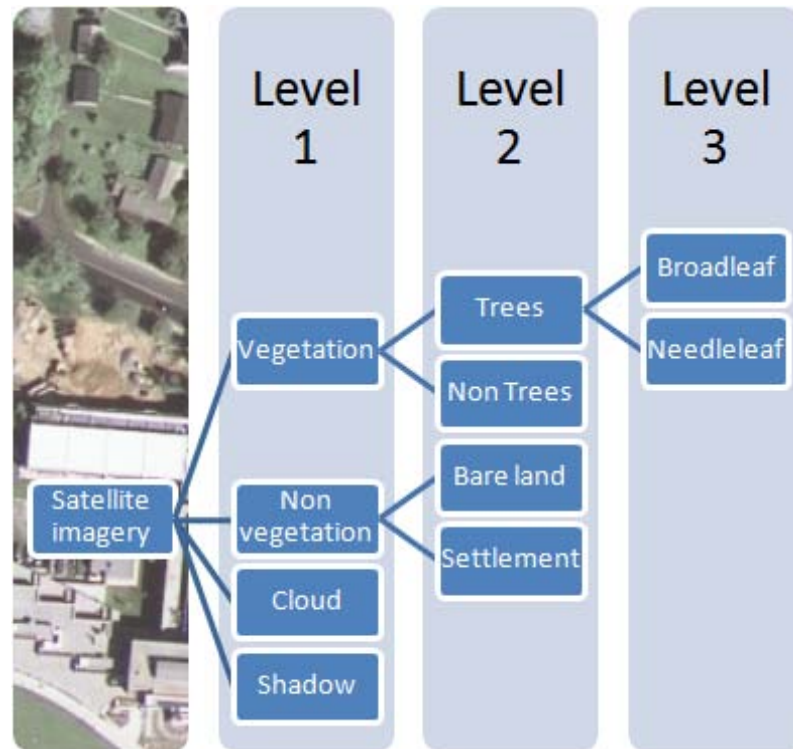 Level
1
Level
2
Level
3
Broadleaf
Trees
Vegetation
Needleleaf
Non Trees
Bare land
Satellite
imagery
Non
vegetation
Settlement
Cloud
Shadow